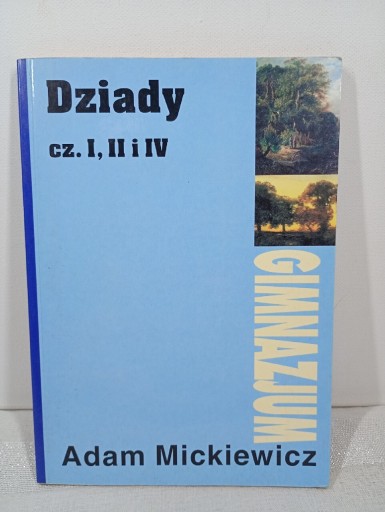 Dziady
cz. I, II i IV
GIMNAZJUM
Adam Mickiewicz